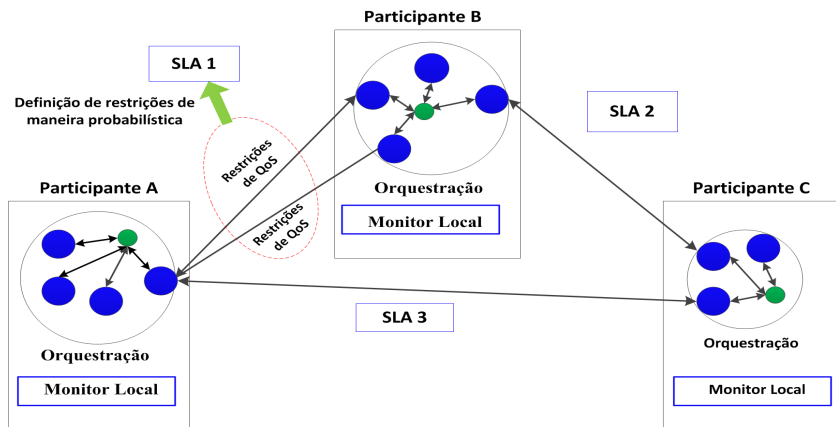 Participante B
SLA 1
Definição de restrições de
maneira probabilística
Restrições
de QoS
Restrições
de QoS
SLA 2
Orquestração
Monitor Local
Participante A
Participante C
SLA 3
Orquestração
Monitor Local
Orquestração
Monitor Local